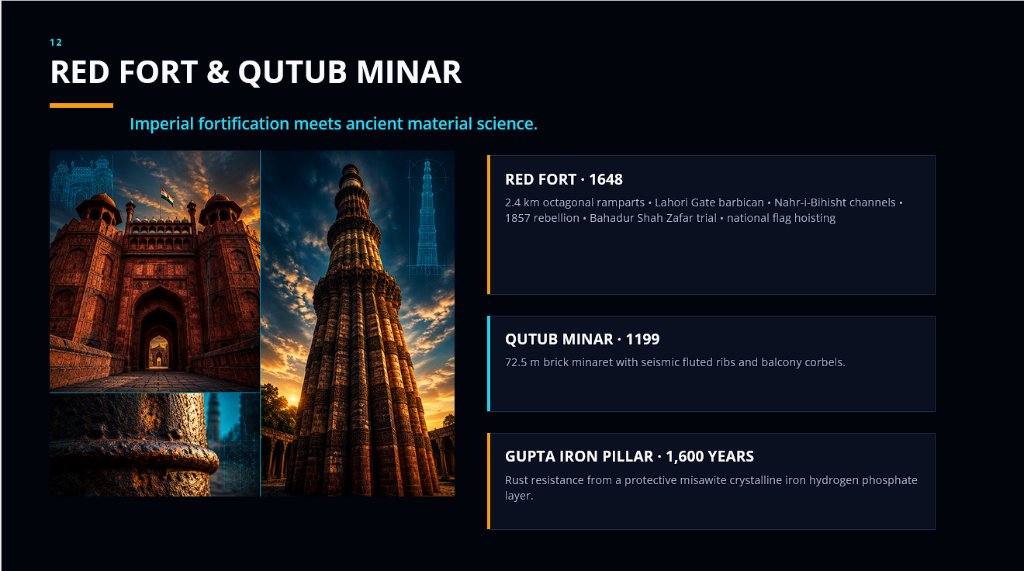 12
RED FORT & QUTUB MINAR
Imperial fortification meets ancient material science.
RED FORT · 1648
2.4 km octagonal ramparts • Lahori Gate barbican • Nahr-i-Bihisht channels •
1857 rebellion • Bahadur Shah Zafar trial • national flag hoisting
QUTUB MINAR · 1199
72.5 m brick minaret with seismic fluted ribs and balcony corbels.
GUPTA IRON PILLAR · 1,600 YEARS
Rust resistance from a protective misawite crystalline iron hydrogen phosphate
layer.